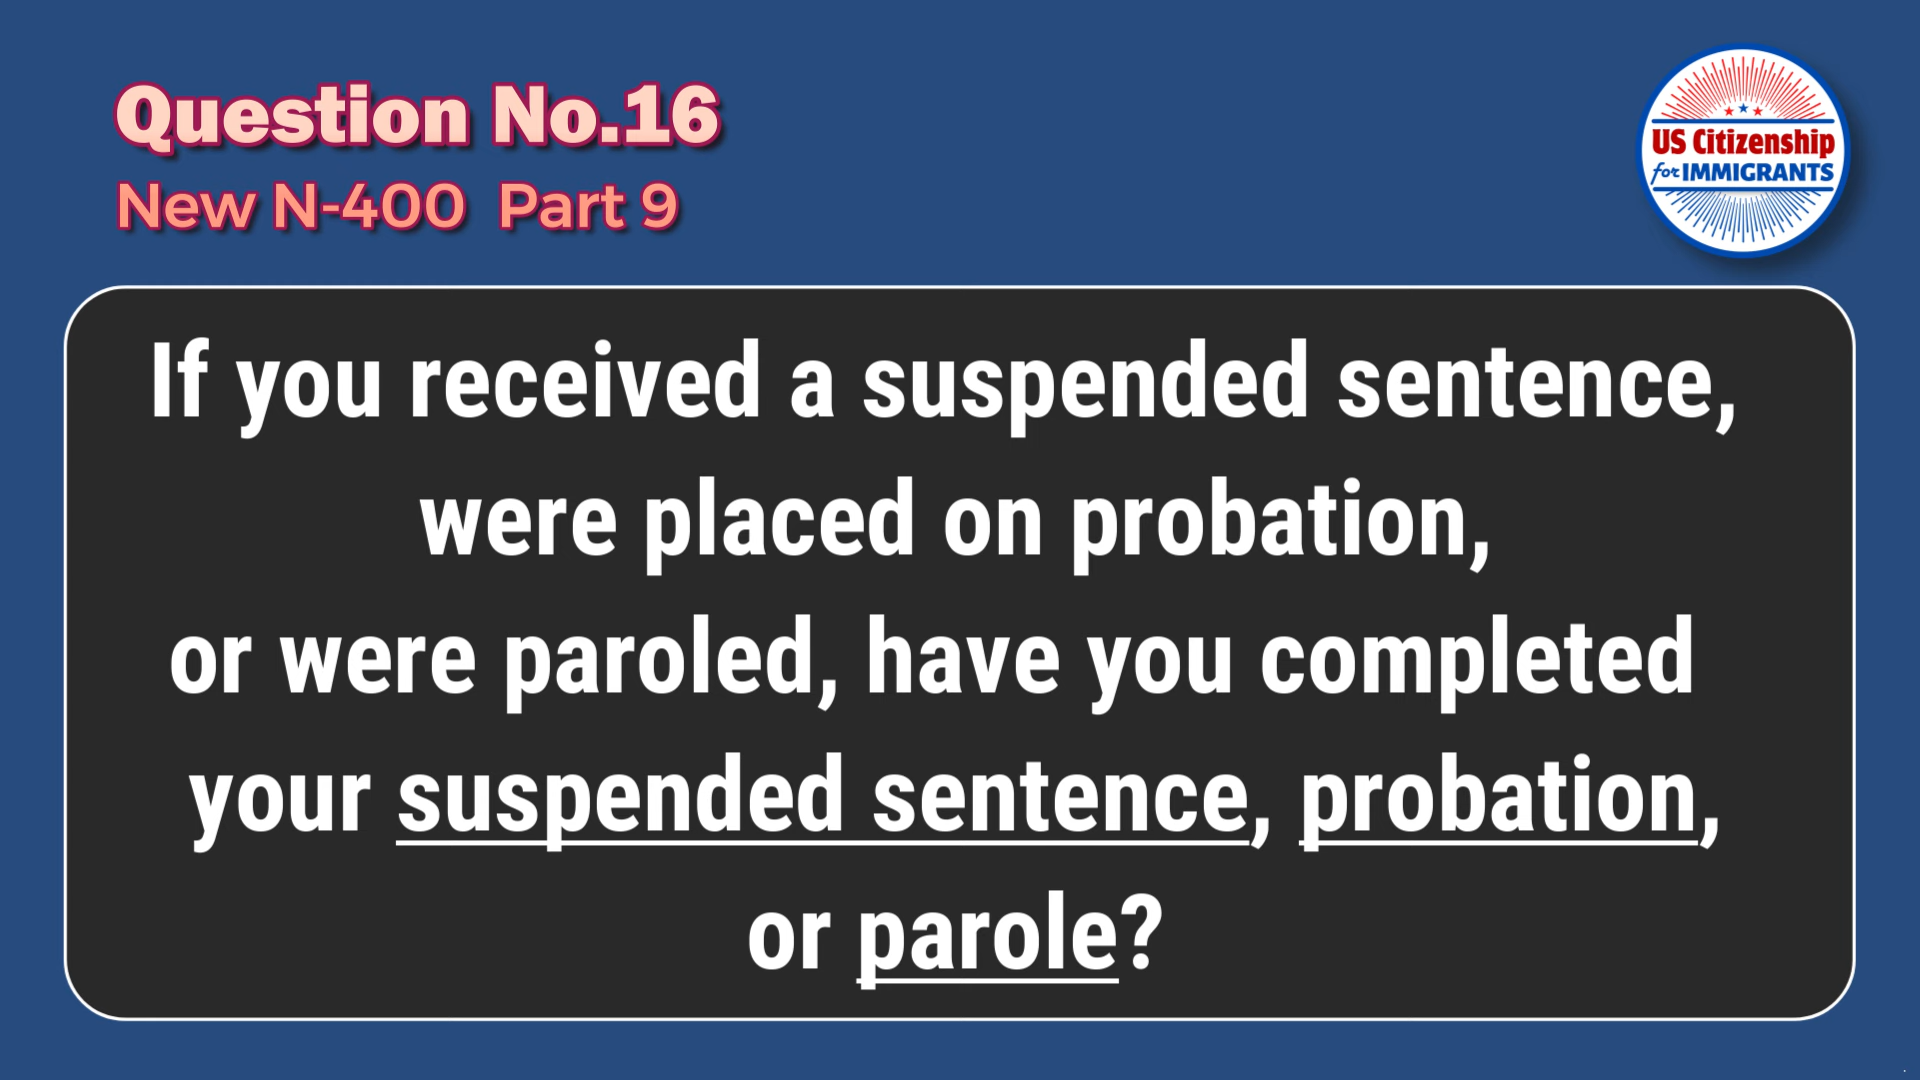 Question No.16
New N-400 Part 9
US Citizenship
for IMMIGRANTS
If you received a suspended sentence,
were placed on probation,
or were paroled, have you completed
your suspended sentence, probation,
or parole?